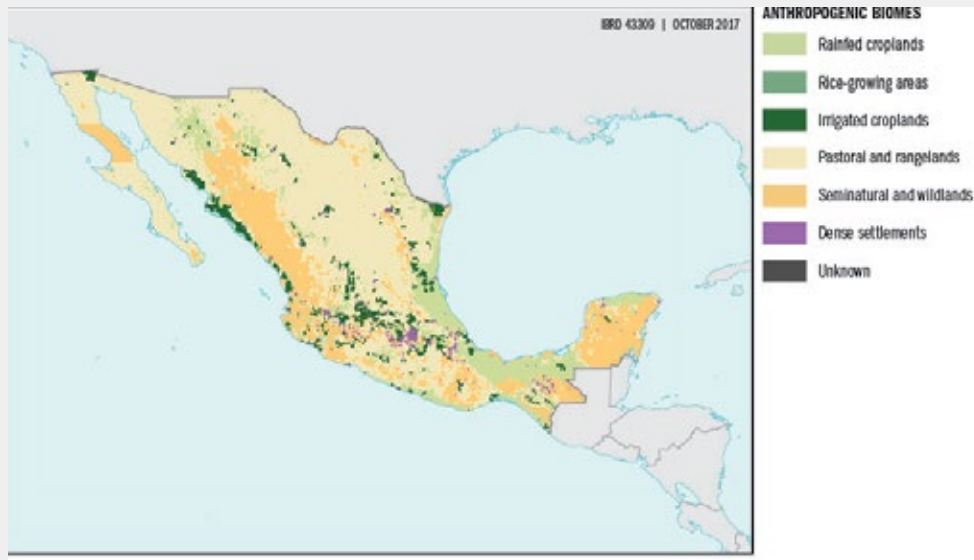 IBRD 43309 | OCTOBER 2017
ANTHROPOGENIC BIOMES
Rainfed croplands
Rice-growing areas
Irrigated croplands
Pastoral and rangelands
Seminatural and wildlands
Dense settlements
Unknown